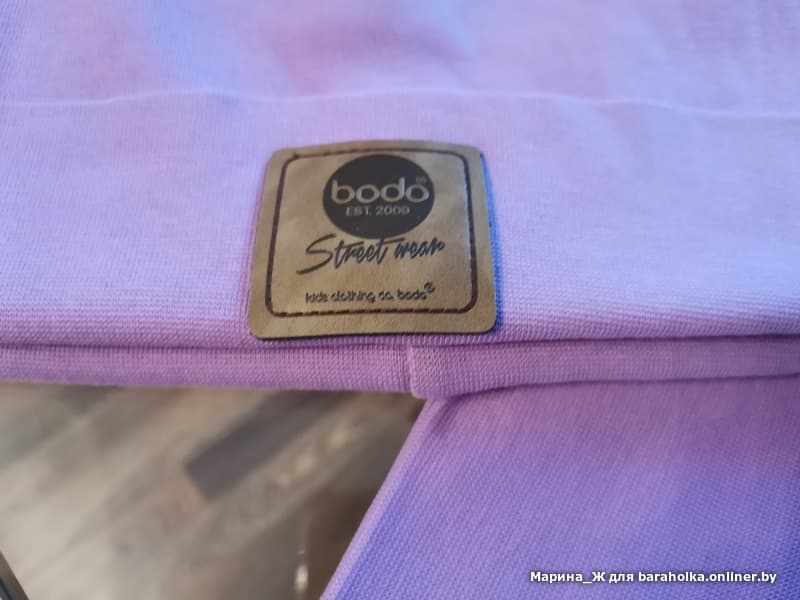 bodo®
EST. 2000
Street wear
kids clothing co. bodo®
Марина_Ж для baraholka.onliner.by